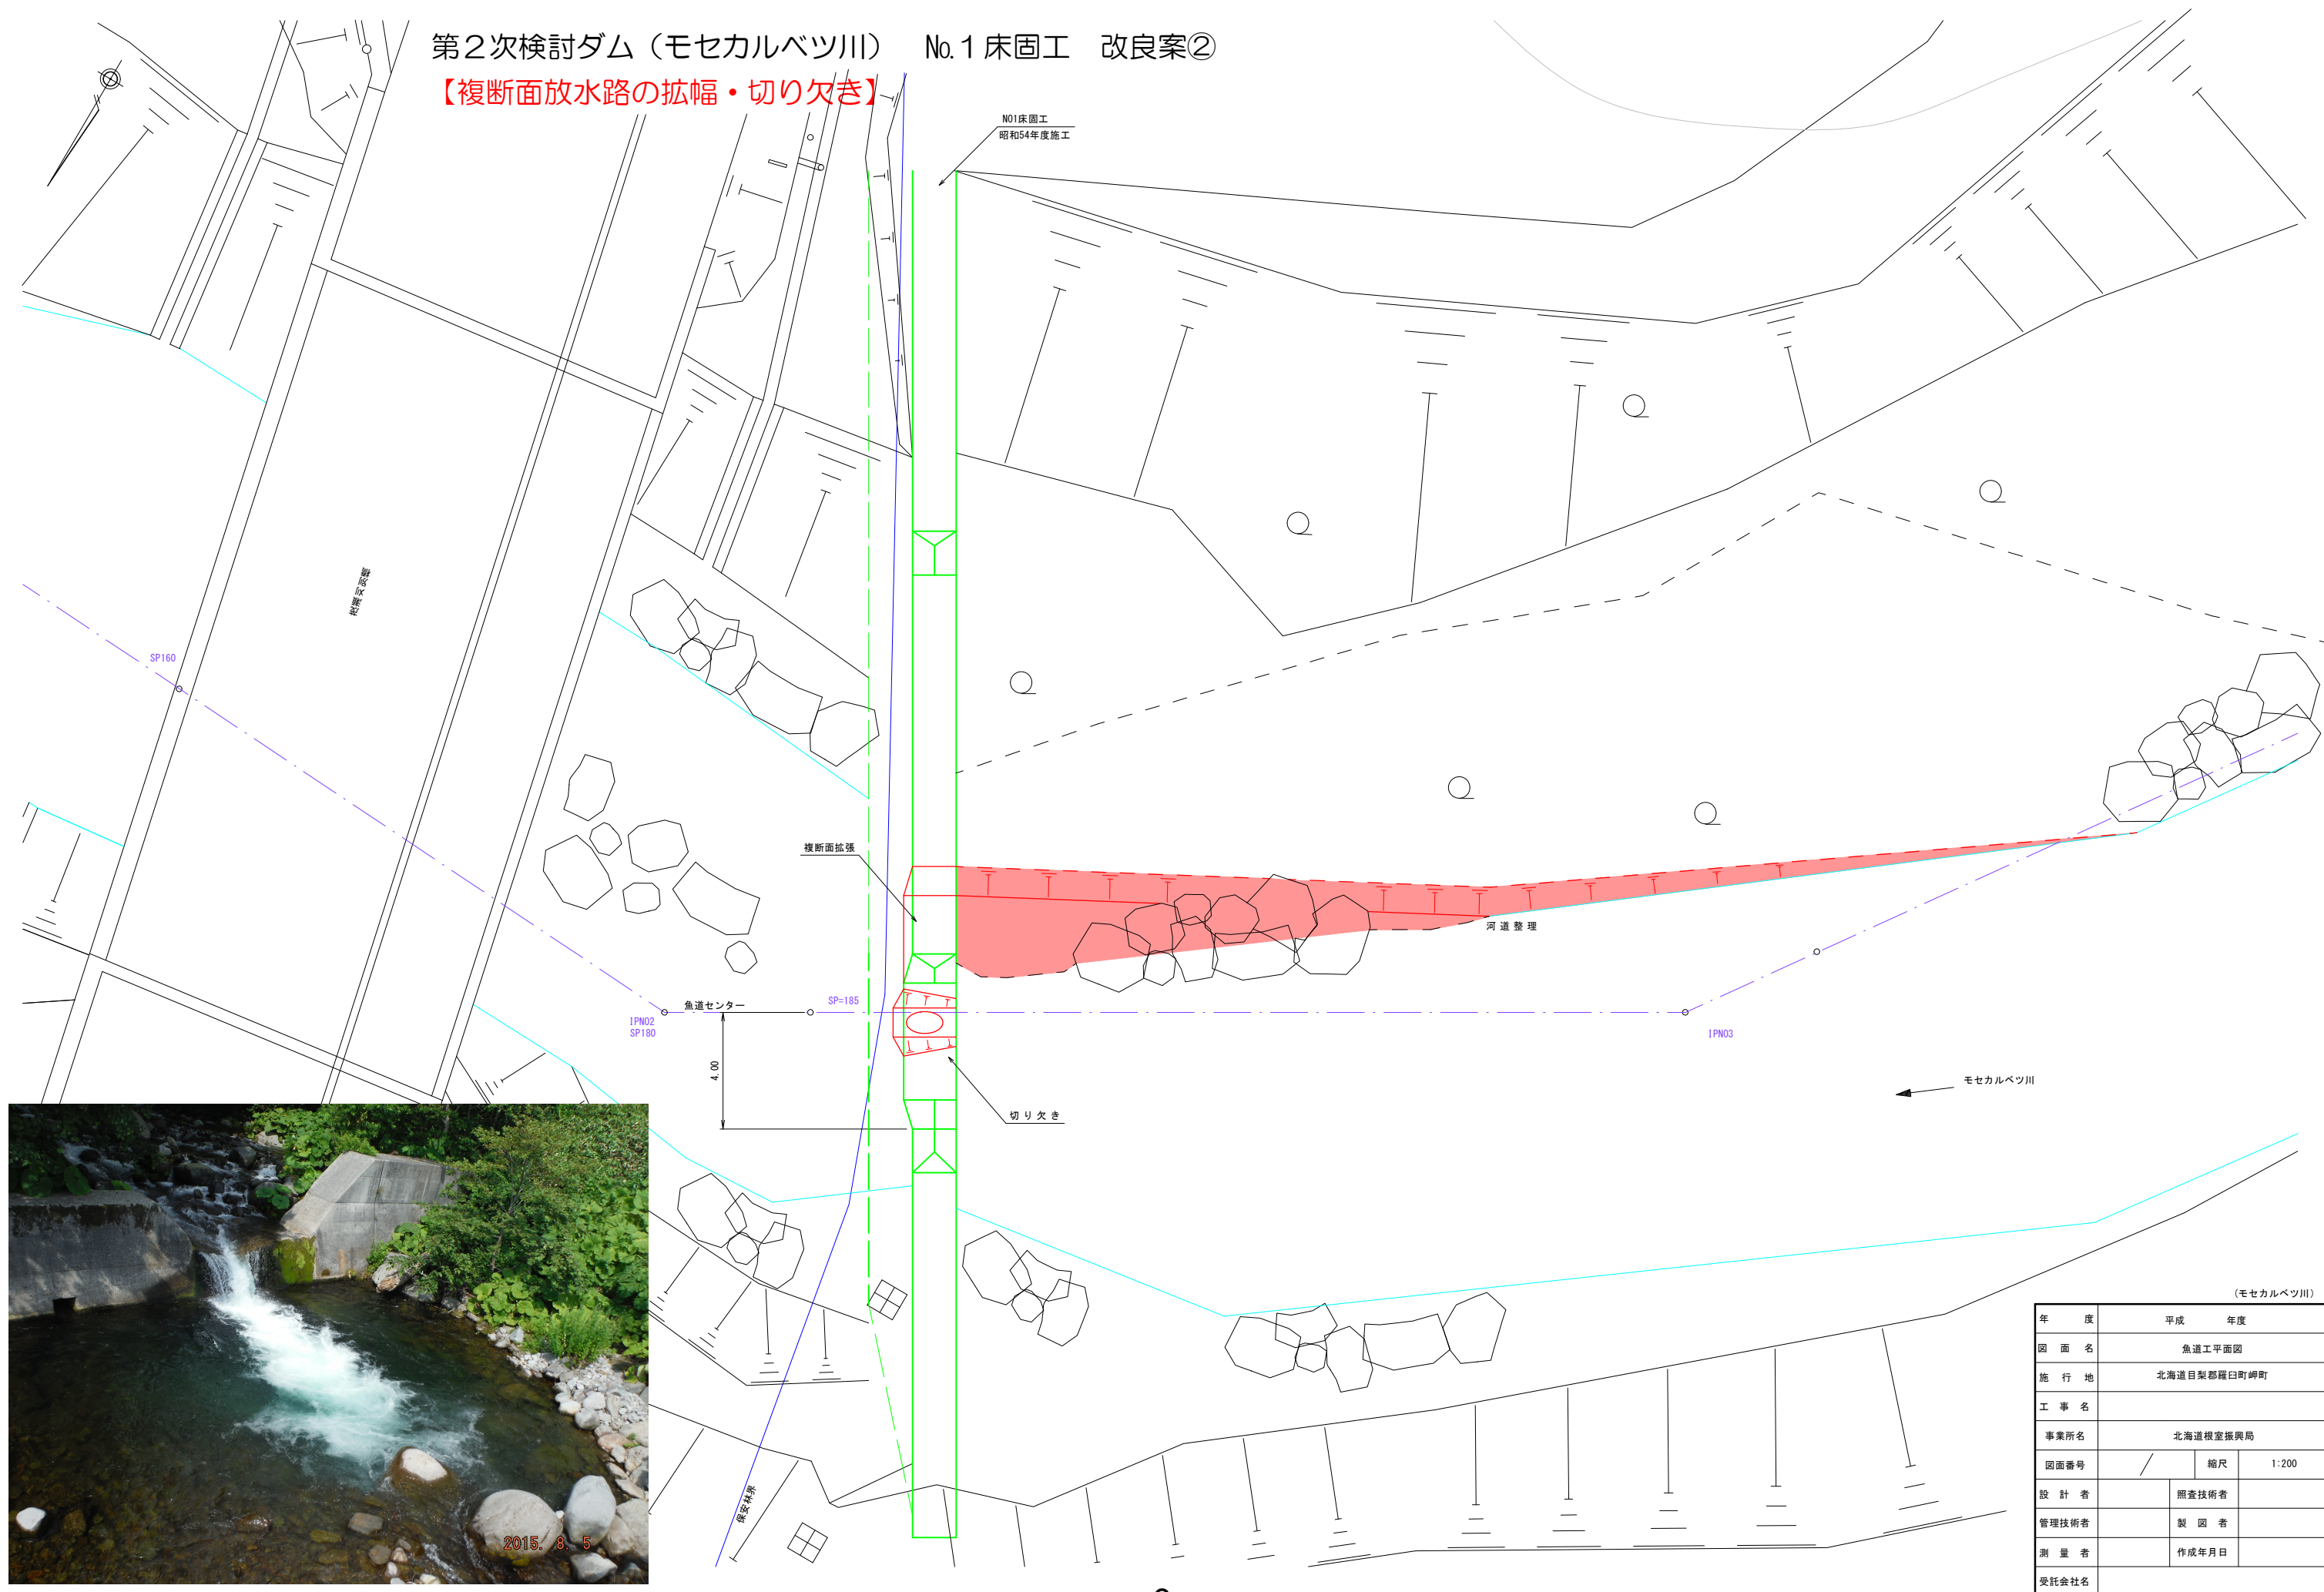 第2次検討ダム（モセカルベツ川）　№1床固工　改良案②
【複断面放水路の拡幅・切り欠き】
NO1床固工
昭和54年度施工
茂瀬刈別橋
SP160
複断面拡張
河道整理
魚道センター
SP=185
IPNO2
SP180
IPNO3
4.00
モセカルベツ川
切り欠き
保安林界
2015. 8. 5
（モセカルベツ川）
年度　平成　年度
図面名　魚道工平面図
施行地　北海道目梨郡羅臼町岬町
工事名
事業所名　北海道根室振興局
図面番号　／　縮尺　1:200
設計者　照査技術者
管理技術者　製図者
測量者　作成年月日
受託会社名